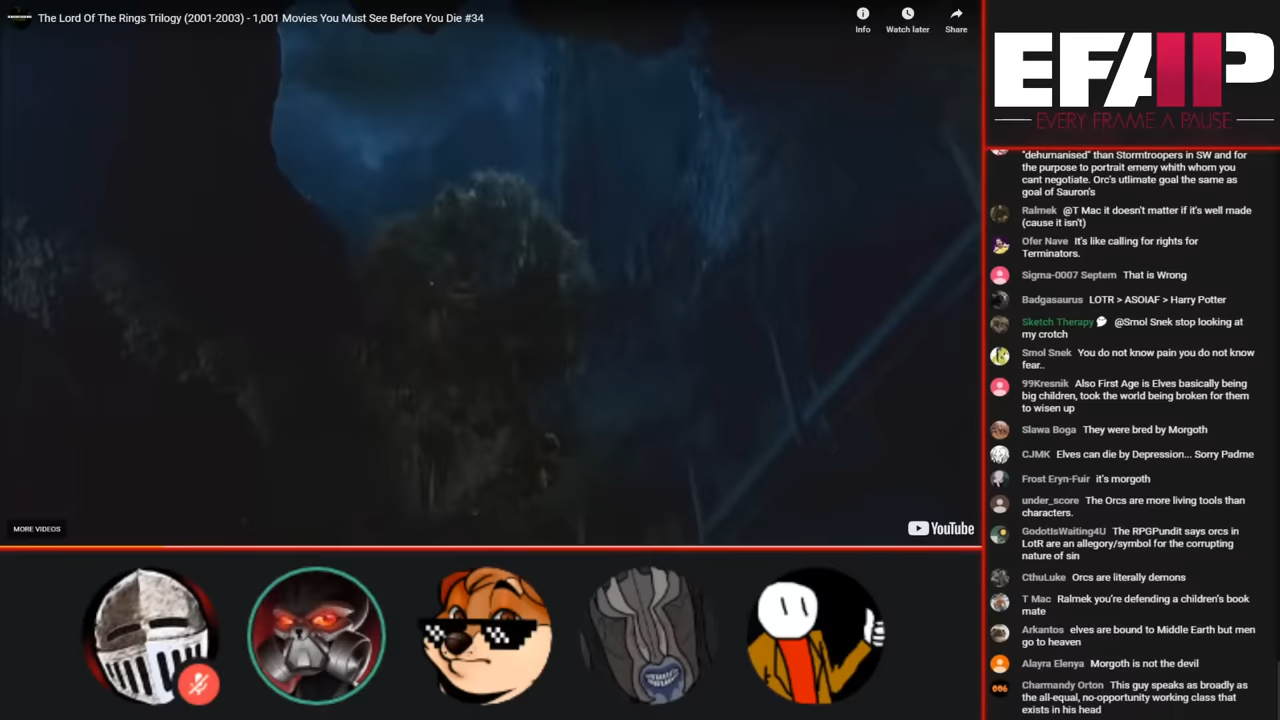 The Lord Of The Rings Trilogy (2001-2003) - 1,001 Movies You Must See Before You Die #34
Info
Watch later
Share
MORE VIDEOS
YouTube
EFAP
EVERY FRAME A PAUSE
"dehumanised" than Stormtroopers in SW and for
the purpose to portrait emeny whith whom you
cant negotiate. Orc's utlimate goal the same as
goal of Sauron's
Ralmek @T Mac it doesn't matter if it's well made
(cause it isn't)
Ofer Nave It's like calling for rights for
Terminators.
Sigma-0007 Septem That is Wrong
Badgasaurus LOTR > ASOIAF > Harry Potter
Sketch Therapy @Smol Snek stop looking at
my crotch
Smol Snek You do not know pain you do not know
fear..
99Kresnik Also First Age is Elves basically being
big children, took the world being broken for them
to wisen up
Slawa Boga They were bred by Morgoth
CJMK Elves can die by Depression... Sorry Padme
Frost Eryn-Fuir it's morgoth
under_score The Orcs are more living tools than
characters.
GodotIsWaiting4U The RPGPundit says orcs in
LotR are an allegory/symbol for the corrupting
nature of sin
CthuLuke Orcs are literally demons
T Mac Ralmek you're defending a children's book
mate
Arkantos elves are bound to Middle Earth but men
go to heaven
Alayra Elenya Morgoth is not the devil
Charmandy Orton This guy speaks as broadly as
the all-equal, no-opportunity working class that
exists in his head